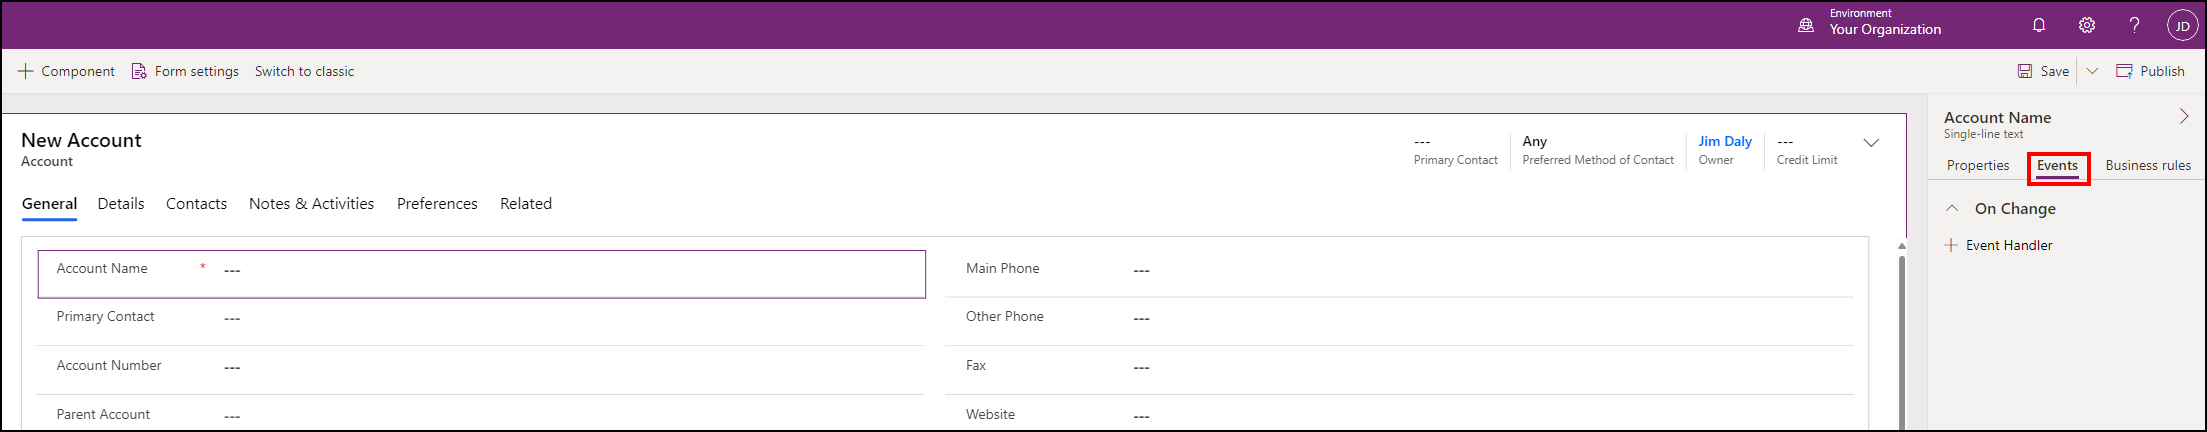 Environment
Your Organization
?
JD
Component Form settings Switch to classic Save Publish
New Account
Account
--- Any Jim Daly ---
Primary Contact Preferred Method of Contact Owner Credit Limit
General Details Contacts Notes & Activities Preferences Related
Account Name * ---
Main Phone ---
Primary Contact ---
Other Phone ---
Account Number ---
Fax ---
Parent Account ---
Website ---
Account Name
Single-line text
Properties Events Business rules
On Change
+ Event Handler